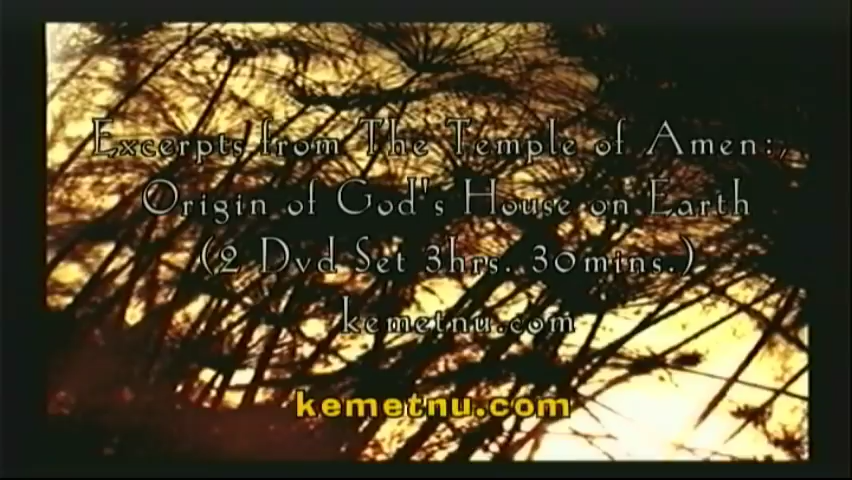 Excerpts from The Temple of Amen:,
Origin of God's House on Earth
(2 Dvd Set 3hrs. 30mins.)
kemetnu.com
kemetnu.com